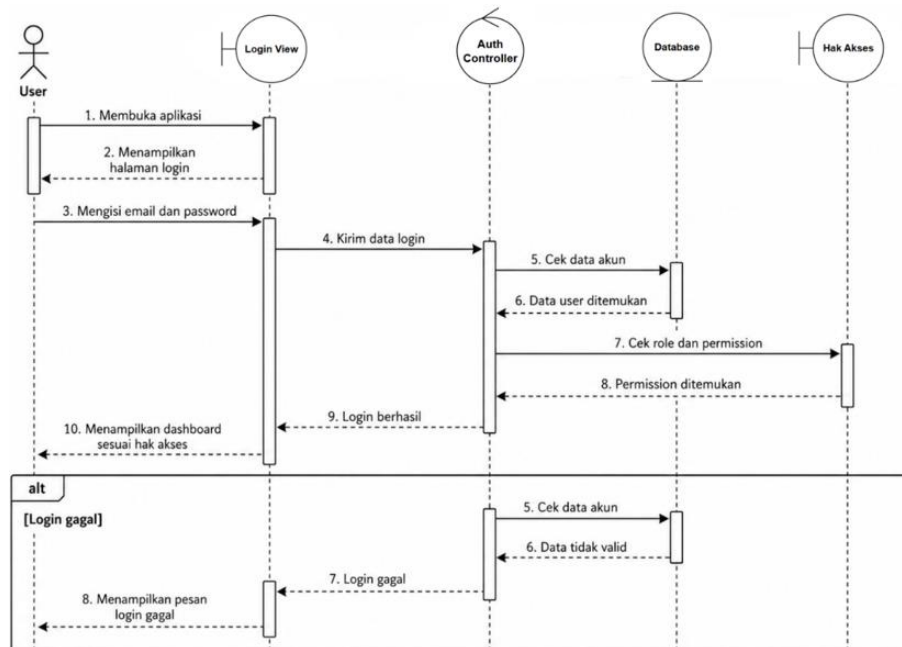 Login View
Auth
Controller
Database
Hak Akses
User
1. Membuka aplikasi
2. Menampilkan
halaman login
3. Mengisi email dan password
4. Kirim data login
5. Cek data akun
6. Data user ditemukan
7. Cek role dan permission
8. Permission ditemukan
9. Login berhasil
10. Menampilkan dashboard
sesuai hak akses
alt
[Login gagal]
5. Cek data akun
6. Data tidak valid
7. Login gagal
8. Menampilkan pesan
login gagal